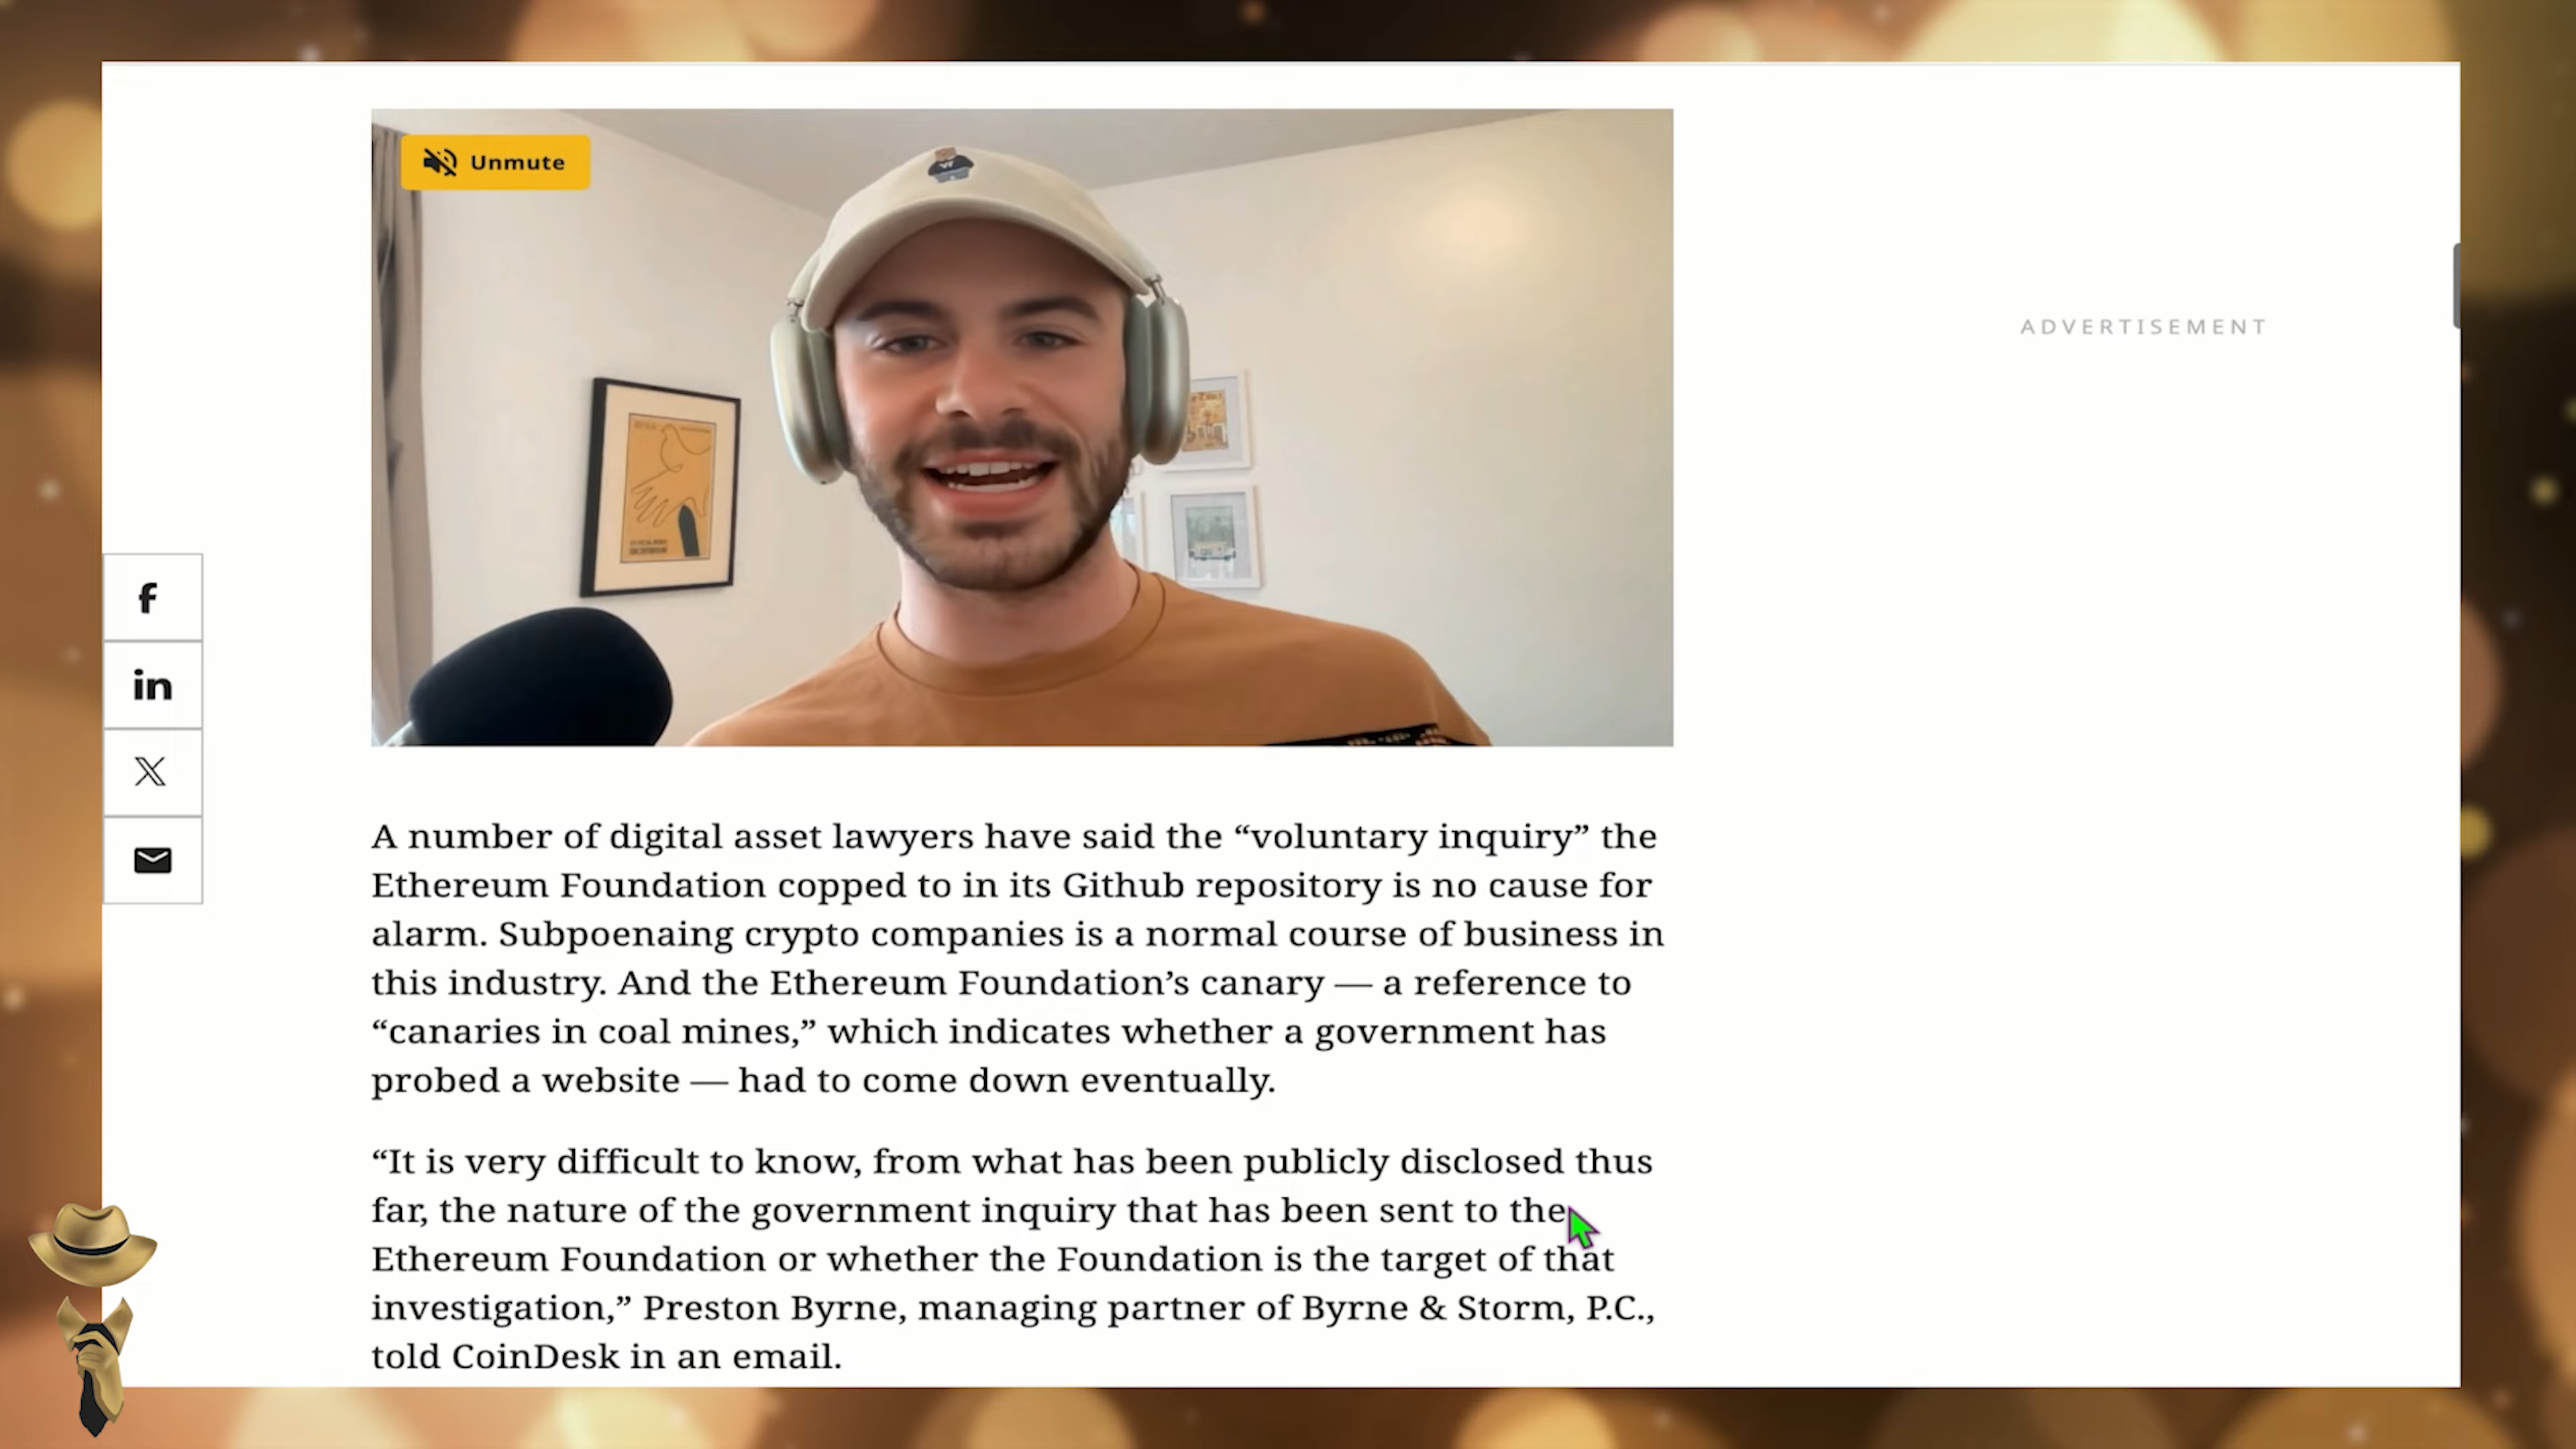 Unmute
ADVERTISEMENT
f
in
X
A number of digital asset lawyers have said the “voluntary inquiry” the
Ethereum Foundation copped to in its Github repository is no cause for
alarm. Subpoenaing crypto companies is a normal course of business in
this industry. And the Ethereum Foundation’s canary — a reference to
“canaries in coal mines,” which indicates whether a government has
probed a website — had to come down eventually.
“It is very difficult to know, from what has been publicly disclosed thus
far, the nature of the government inquiry that has been sent to the
Ethereum Foundation or whether the Foundation is the target of that
investigation,” Preston Byrne, managing partner of Byrne & Storm, P.C.,
told CoinDesk in an email.